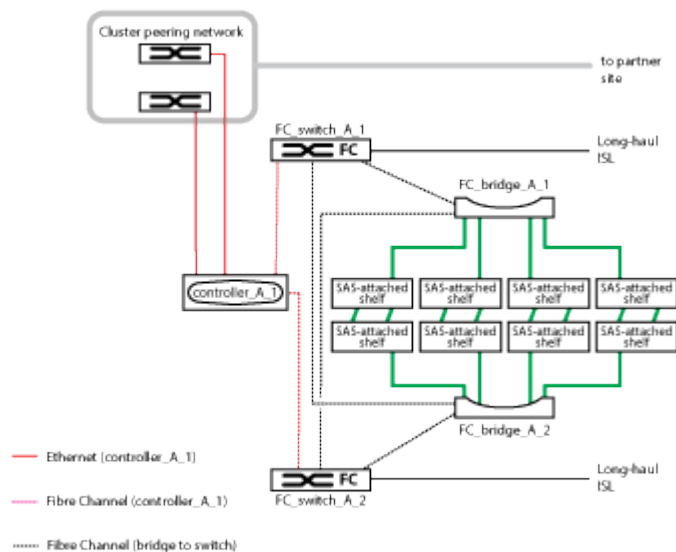 Cluster peering network
to partner
site
FC_switch_A_1
FC
Long-haul
ISL
FC_bridge_A_1
controller_A_1
SAS-attached
shelf
SAS-attached
shelf
SAS-attached
shelf
SAS-attached
shelf
SAS-attached
shelf
SAS-attached
shelf
SAS-attached
shelf
SAS-attached
shelf
FC_bridge_A_2
Ethernet (controller_A_1)
FC
Long-haul
ISL
FC_switch_A_2
Fibre Channel (controller_A_1)
Fibre Channel (bridge to switch)